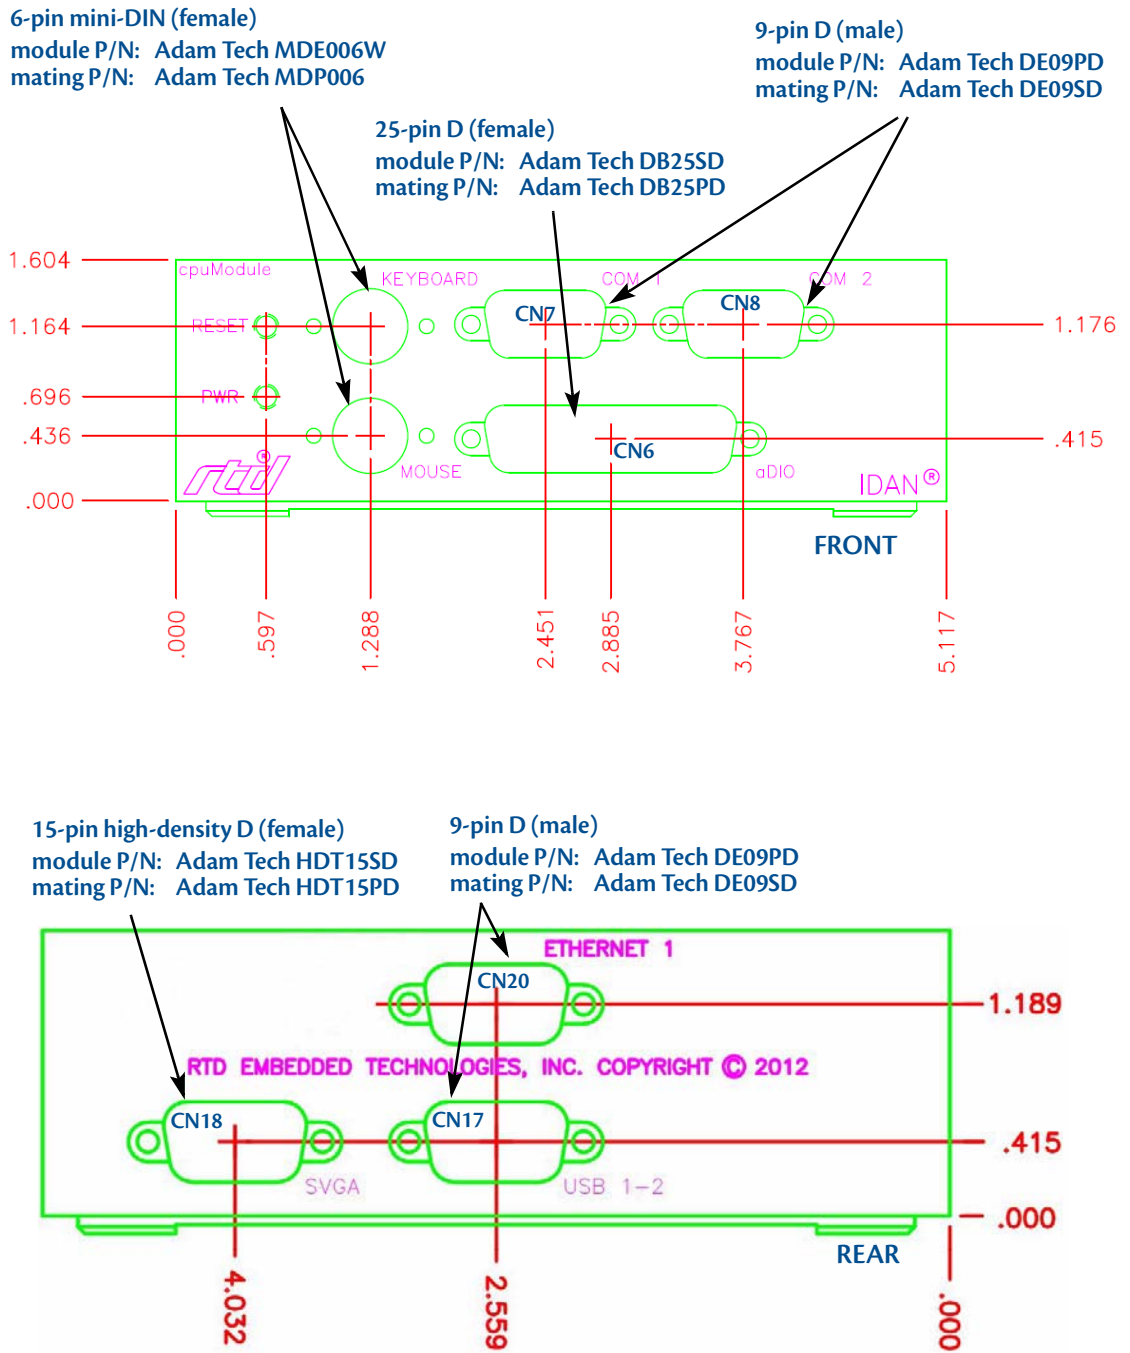 6-pin mini-DIN (female)
module P/N: Adam Tech MDE006W
mating P/N: Adam Tech MDP006
9-pin D (male)
module P/N: Adam Tech DE09PD
mating P/N: Adam Tech DE09SD
25-pin D (female)
module P/N: Adam Tech DB25SD
mating P/N: Adam Tech DB25PD
1.604
cpuModule
KEYBOARD
COM 1
COM 2
CN7
CN8
RESET
1.164
1.176
.696
PWR
.436
.415
CN6
rtd®
MOUSE
aDIO
IDAN®
.000
FRONT
.000
.597
1.288
2.451
2.885
3.767
5.117
15-pin high-density D (female)
module P/N: Adam Tech HDT15SD
mating P/N: Adam Tech HDT15PD
9-pin D (male)
module P/N: Adam Tech DE09PD
mating P/N: Adam Tech DE09SD
ETHERNET 1
CN20
1.189
RTD EMBEDDED TECHNOLOGIES, INC. COPYRIGHT © 2012
CN18
CN17
.415
SVGA
USB 1-2
.000
REAR
4.032
2.559
.000